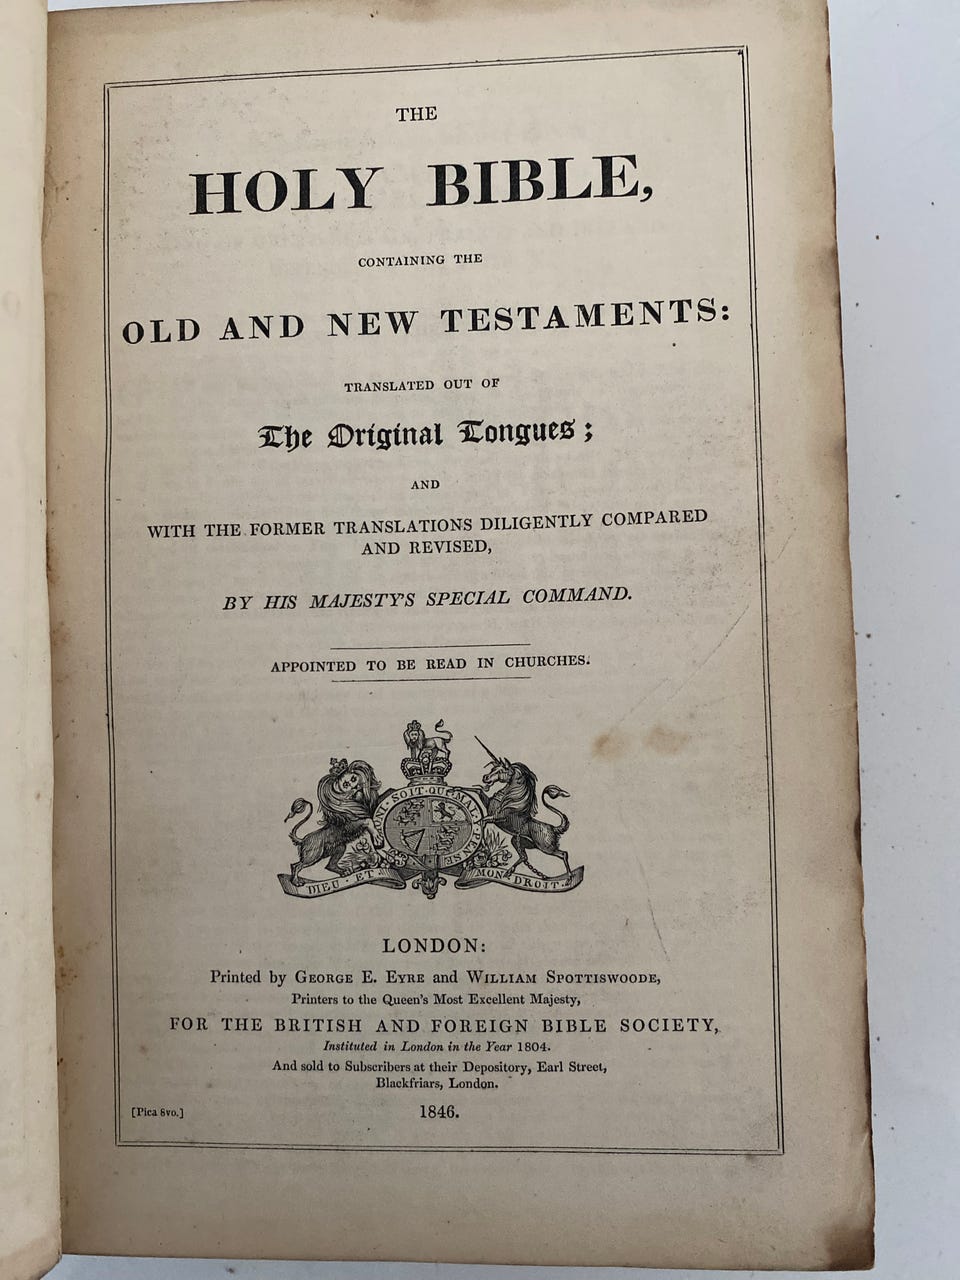 THE
HOLY BIBLE,
CONTAINING THE
OLD AND NEW TESTAMENTS:
TRANSLATED OUT OF
The Original Tongues;
AND
WITH THE FORMER TRANSLATIONS DILIGENTLY COMPARED
AND REVISED,
BY HIS MAJESTY'S SPECIAL COMMAND.
APPOINTED TO BE READ IN CHURCHES.
SOIT·QUI·MAL·Y·PENSE
DIEU·ET·
MON·DROIT·
LONDON:
Printed by GEORGE E. EYRE and WILLIAM SPOTTISWOODE,
Printers to the Queen's Most Excellent Majesty,
FOR THE BRITISH AND FOREIGN BIBLE SOCIETY,
Instituted in London in the Year 1804.
And sold to Subscribers at their Depository, Earl Street,
Blackfriars, London.
[Pica 8vo.] 1846.